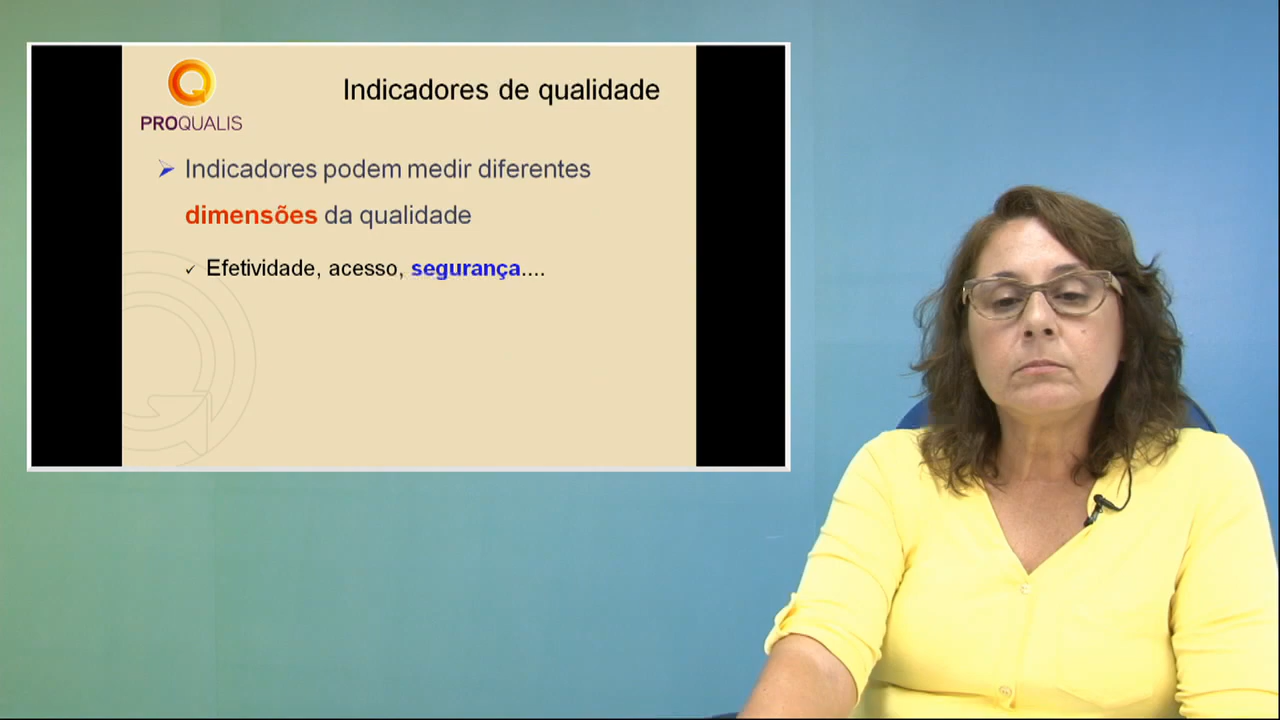 Indicadores de qualidade
PROQUALIS
Indicadores podem medir diferentes
dimensões da qualidade
Efetividade, acesso, segurança....